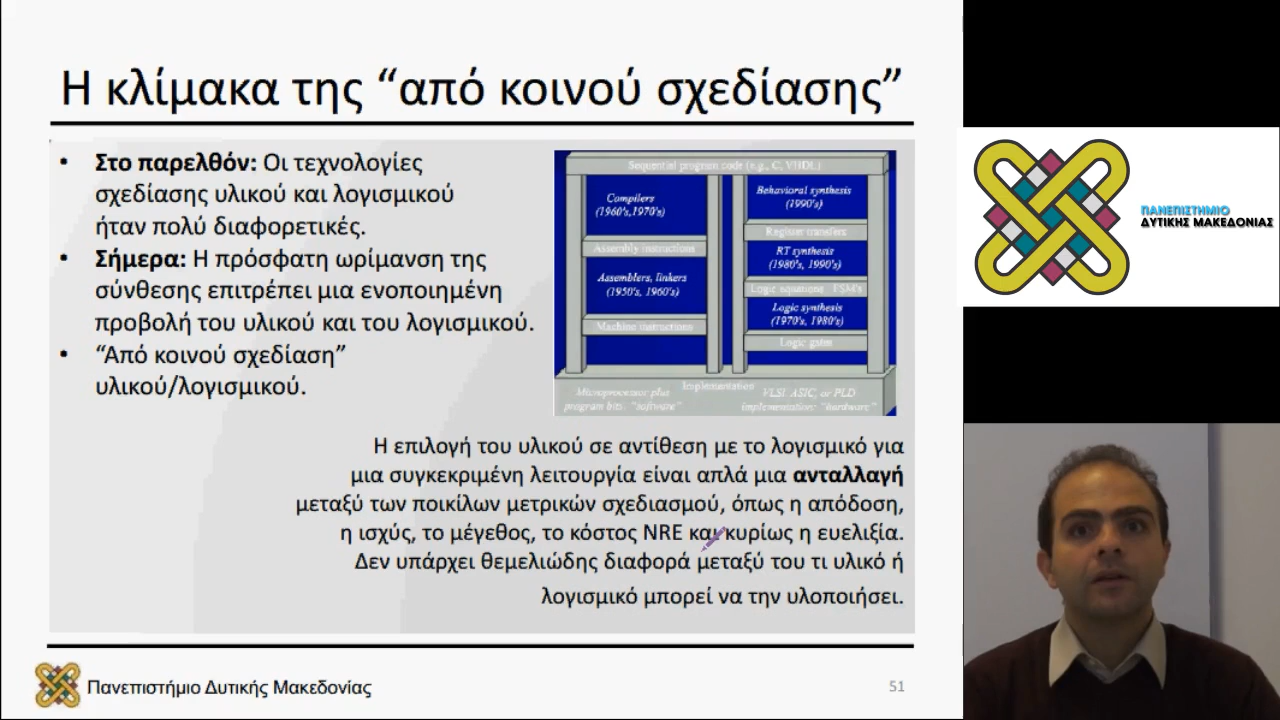 Η κλίμακα της “από κοινού σχεδίασης”
• Στο παρελθόν: Οι τεχνολογίες
σχεδίασης υλικού και λογισμικού
ήταν πολύ διαφορετικές.
• Σήμερα: Η πρόσφατη ωρίμανση της
σύνθεσης επιτρέπει μια ενοποιημένη
προβολή του υλικού και του λογισμικού.
• “Από κοινού σχεδίαση”
υλικού/λογισμικού.
Sequential program code (e.g., C, VHDL)
Compilers
(1960's,1970's)
Assembly instructions
Assemblers, linkers
(1950's, 1960's)
Machine instructions
Behavioral synthesis
(1990's)
Register transfers
RT synthesis
(1980's, 1990's)
Logic equations / FSM's
Logic synthesis
(1970's, 1980's)
Logic gates
Implementation
Microprocessor plus
program bits: “software”
VLSI, ASIC, or PLD
implementation: “hardware”
Η επιλογή του υλικού σε αντίθεση με το λογισμικό για
μια συγκεκριμένη λειτουργία είναι απλά μια ανταλλαγή
μεταξύ των ποικίλων μετρικών σχεδιασμού, όπως η απόδοση,
η ισχύς, το μέγεθος, το κόστος NRE και κυρίως η ευελιξία.
Δεν υπάρχει θεμελιώδης διαφορά μεταξύ του τι υλικό ή
λογισμικό μπορεί να την υλοποιήσει.
Πανεπιστήμιο Δυτικής Μακεδονίας
51
ΠΑΝΕΠΙΣΤΗΜΙΟ
ΔΥΤΙΚΗΣ ΜΑΚΕΔΟΝΙΑΣ